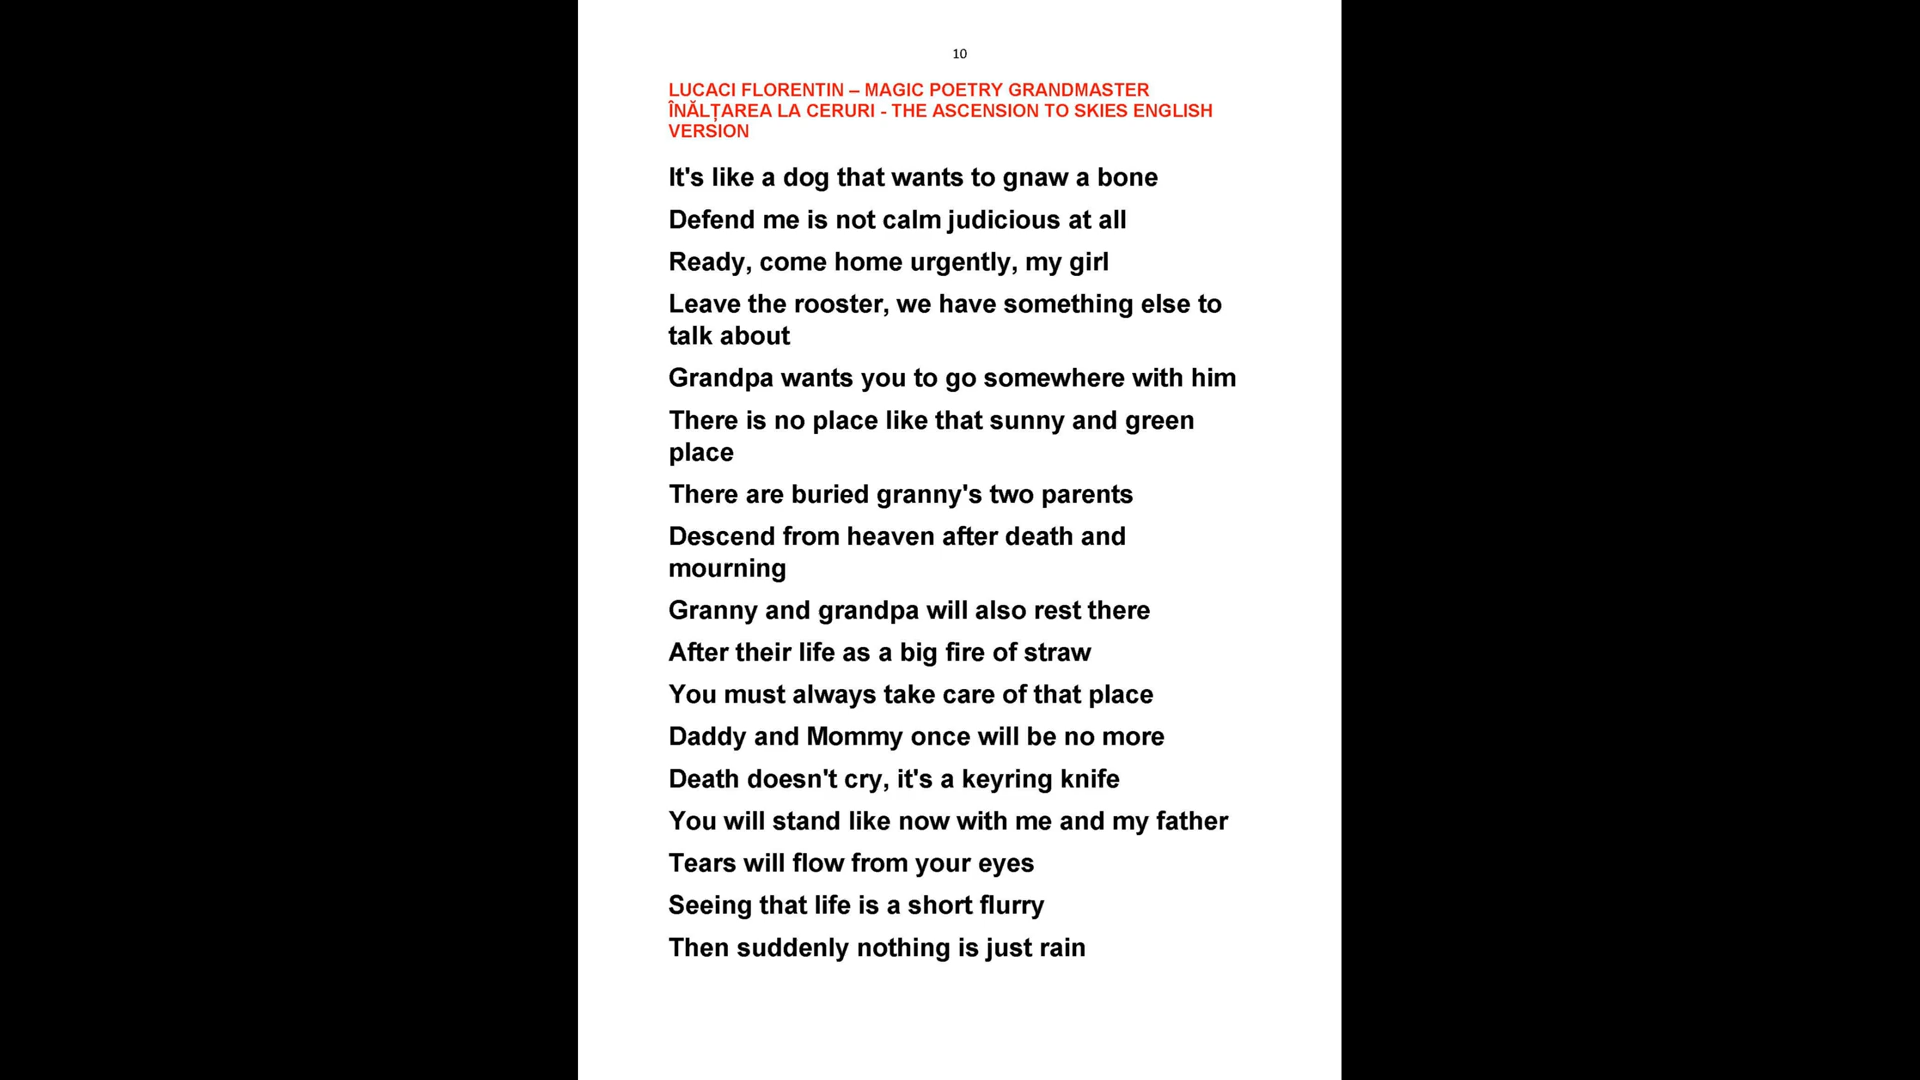 10
LUCACI FLORENTIN – MAGIC POETRY GRANDMASTER
ÎNĂLȚAREA LA CERURI - THE ASCENSION TO SKIES ENGLISH
VERSION
It's like a dog that wants to gnaw a bone
Defend me is not calm judicious at all
Ready, come home urgently, my girl
Leave the rooster, we have something else to
talk about
Grandpa wants you to go somewhere with him
There is no place like that sunny and green
place
There are buried granny's two parents
Descend from heaven after death and
mourning
Granny and grandpa will also rest there
After their life as a big fire of straw
You must always take care of that place
Daddy and Mommy once will be no more
Death doesn't cry, it's a keyring knife
You will stand like now with me and my father
Tears will flow from your eyes
Seeing that life is a short flurry
Then suddenly nothing is just rain